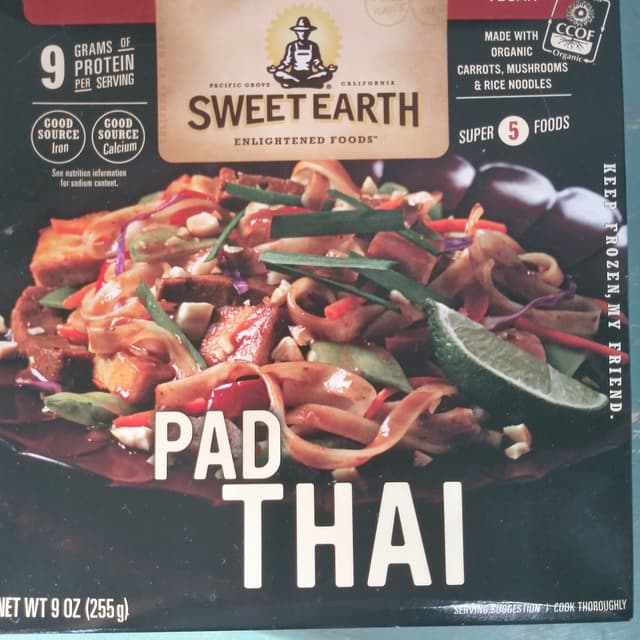 9 GRAMS OF
PROTEIN
PER SERVING
GOOD
SOURCE
Iron
GOOD
SOURCE
Calcium
See nutrition information
for sodium content.
PACIFIC GROVE CALIFORNIA
SWEET EARTH
ENLIGHTENED FOODS™
MADE WITH
ORGANIC
CARROTS, MUSHROOMS
& RICE NOODLES
CCOF
Organic
SUPER 5 FOODS
KEEP FROZEN, MY FRIEND.
PAD
THAI
NET WT 9 OZ (255g)
SERVING SUGGESTION | COOK THOROUGHLY